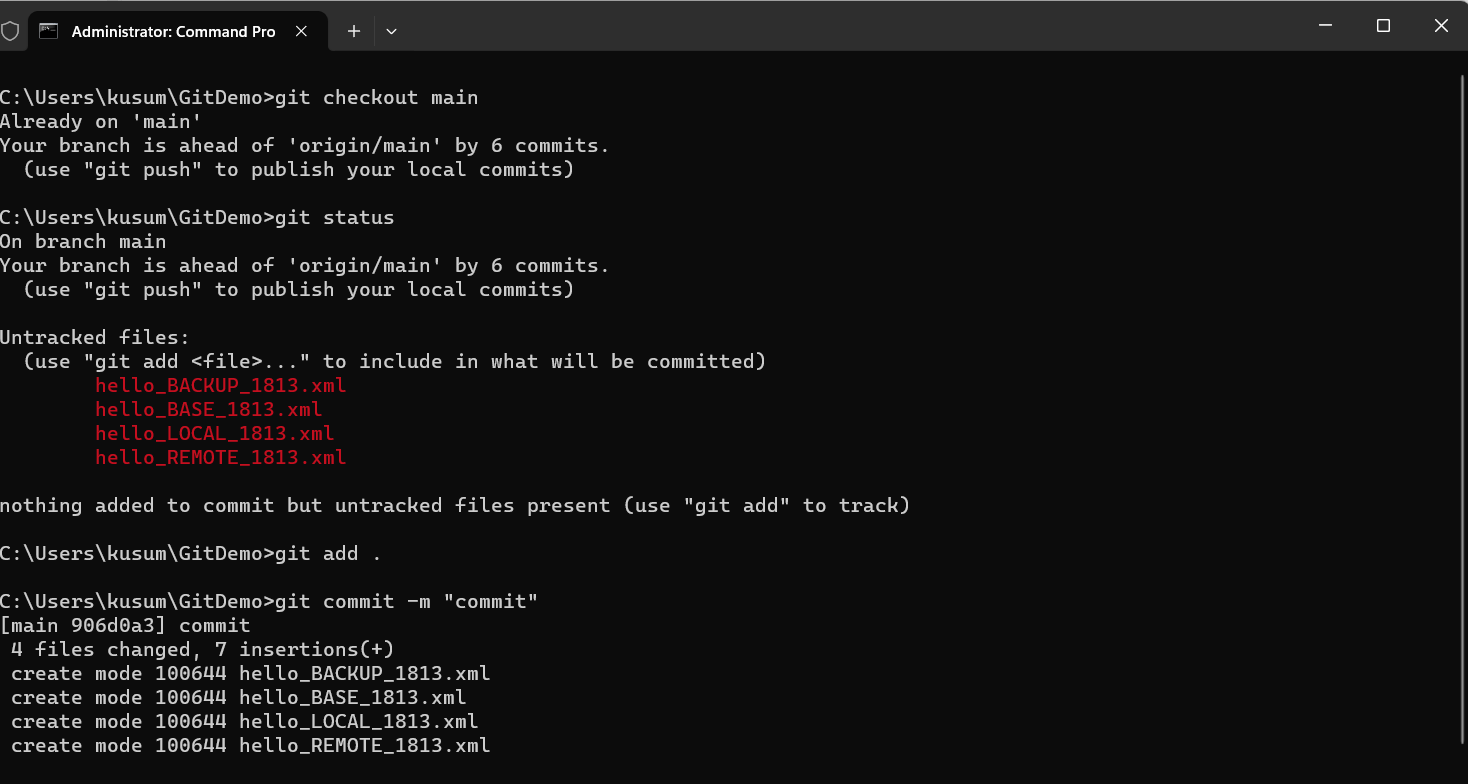 Administrator: Command Pro
C:\Users\kusum\GitDemo>git checkout main
Already on 'main'
Your branch is ahead of 'origin/main' by 6 commits.
  (use "git push" to publish your local commits)
C:\Users\kusum\GitDemo>git status
On branch main
Your branch is ahead of 'origin/main' by 6 commits.
  (use "git push" to publish your local commits)
Untracked files:
  (use "git add <file>..." to include in what will be committed)
        hello_BACKUP_1813.xml
        hello_BASE_1813.xml
        hello_LOCAL_1813.xml
        hello_REMOTE_1813.xml
nothing added to commit but untracked files present (use "git add" to track)
C:\Users\kusum\GitDemo>git add .
C:\Users\kusum\GitDemo>git commit -m "commit"
[main 906d0a3] commit
 4 files changed, 7 insertions(+)
 create mode 100644 hello_BACKUP_1813.xml
 create mode 100644 hello_BASE_1813.xml
 create mode 100644 hello_LOCAL_1813.xml
 create mode 100644 hello_REMOTE_1813.xml